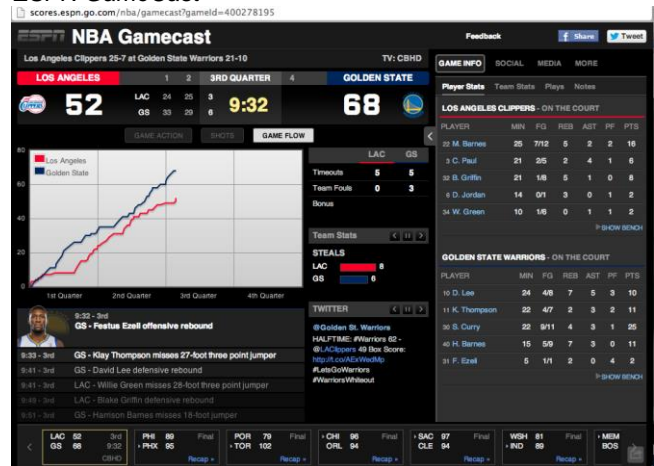 ESPN GameCast
scores.espn.go.com/nba/gamecast?gameId=400278195
ESPN NBA Gamecast
Feedback
Share
Tweet
Los Angeles Clippers 25-7 at Golden State Warriors 21-10
TV: CBHD
LOS ANGELES 1 2 3RD QUARTER 4 GOLDEN STATE
52
LAC 24 25 3
GS 33 29 6
9:32
68
GAME ACTION SHOTS GAME FLOW
80
60
40
20
0
Los Angeles
Golden State
1st Quarter 2nd Quarter 3rd Quarter 4th Quarter
LAC GS
Timeouts 5 5
Team Fouls 0 3
Bonus
Team Stats
STEALS
LAC 8
GS 6
TWITTER
@Golden St. Warriors
HALFTIME: #Warriors 62 -
@LAClippers 49 Box Score:
http://t.co/AExWedMp
#LetsGoWarriors
#WarriorsWhiteout
9:32 - 3rd
GS - Festus Ezeli offensive rebound
9:33 - 3rd GS - Klay Thompson misses 27-foot three point jumper
9:41 - 3rd GS - David Lee defensive rebound
9:41 - 3rd LAC - Willie Green misses 28-foot three point jumper
9:49 - 3rd LAC - Blake Griffin defensive rebound
9:51 - 3rd GS - Harrison Barnes misses 18-foot jumper
GAME INFO SOCIAL MEDIA MORE
Player Stats Team Stats Plays Notes
LOS ANGELES CLIPPERS - ON THE COURT
PLAYER MIN FG REB AST PF PTS
22 M. Barnes 25 7/12 5 2 2 16
3 C. Paul 21 2/5 2 4 1 6
32 B. Griffin 21 1/8 5 1 0 8
6 D. Jordan 14 0/1 3 0 1 2
34 W. Green 10 1/6 0 1 1 2
SHOW BENCH
GOLDEN STATE WARRIORS - ON THE COURT
PLAYER MIN FG REB AST PF PTS
10 D. Lee 24 4/8 7 5 3 10
11 K. Thompson 22 4/7 2 3 2 11
30 S. Curry 22 9/11 4 3 1 25
40 H. Barnes 15 5/9 7 3 0 11
31 F. Ezeli 5 1/1 2 0 4 2
SHOW BENCH
LAC 52 3rd
GS 68 9:32
CBHD
PHI 89 Final
PHX 95
Recap
POR 79 Final
TOR 102
Recap
CHI 96 Final
ORL 94
Recap
SAC 97 Final
CLE 94
Recap
WSH 81 Final
IND 89
Recap
MEM
BOS